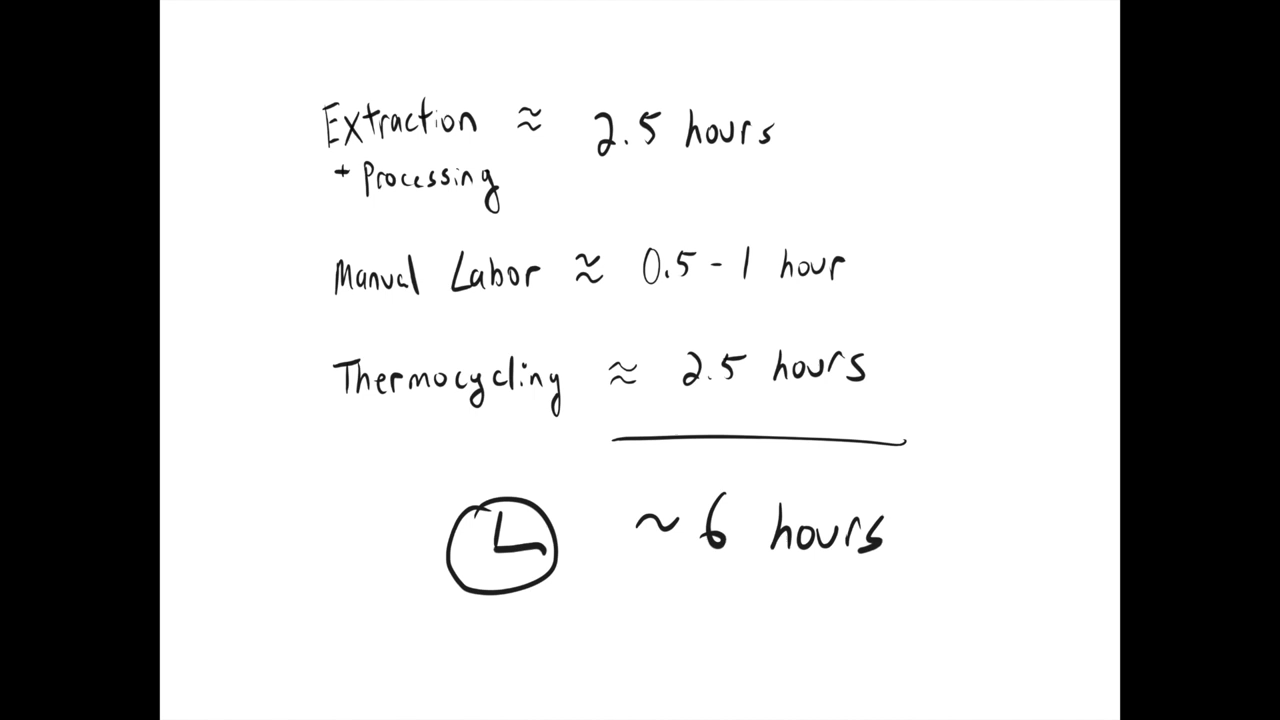 Extraction ≈ 2.5 hours
+ Processing
Manual Labor ≈ 0.5 - 1 hour
Thermocycling ≈ 2.5 hours
~ 6 hours